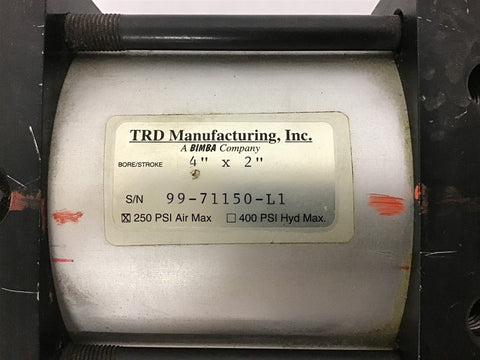 TRD Manufacturing, Inc.
A BIMBA Company
BORE/STROKE 4" x 2"
S/N 99-71150-L1
☒ 250 PSI Air Max ☐ 400 PSI Hyd Max.